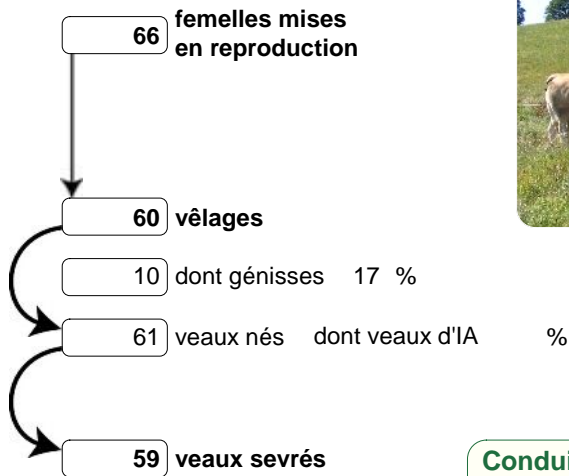 66 femelles mises
en reproduction
60 vêlages
10 dont génisses 17 %
61 veaux nés dont veaux d'IA %
59 veaux sevrés
Condui